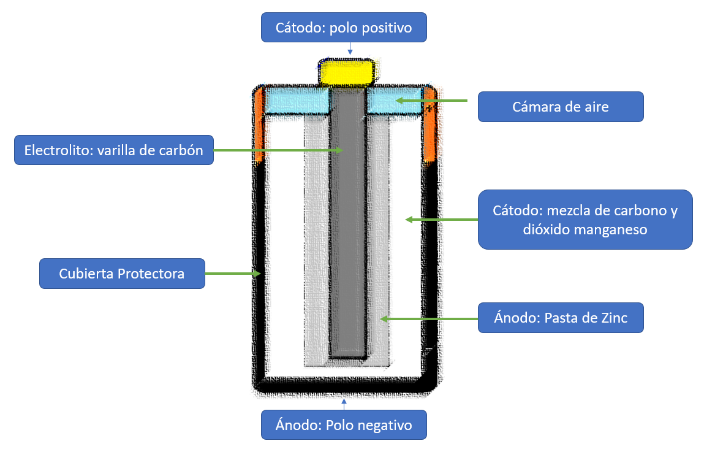 Cátodo: polo positivo
Cámara de aire
Electrolito: varilla de carbón
Cátodo: mezcla de carbono y
dióxido manganeso
Cubierta Protectora
Ánodo: Pasta de Zinc
Ánodo: Polo negativo